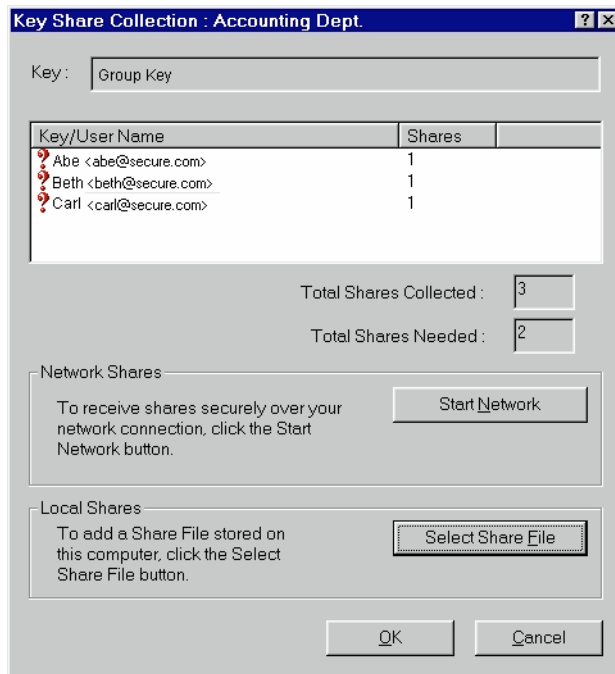 Key Share Collection : Accounting Dept.
? x
Key : Group Key
Key/User Name Shares
? Abe <abe@secure.com> 1
? Beth <beth@secure.com> 1
? Carl <carl@secure.com> 1
Total Shares Collected : 3
Total Shares Needed : 2
Network Shares
To receive shares securely over your
network connection, click the Start
Network button.
Start Network
Local Shares
To add a Share File stored on
this computer, click the Select
Share File button.
Select Share File
OK Cancel